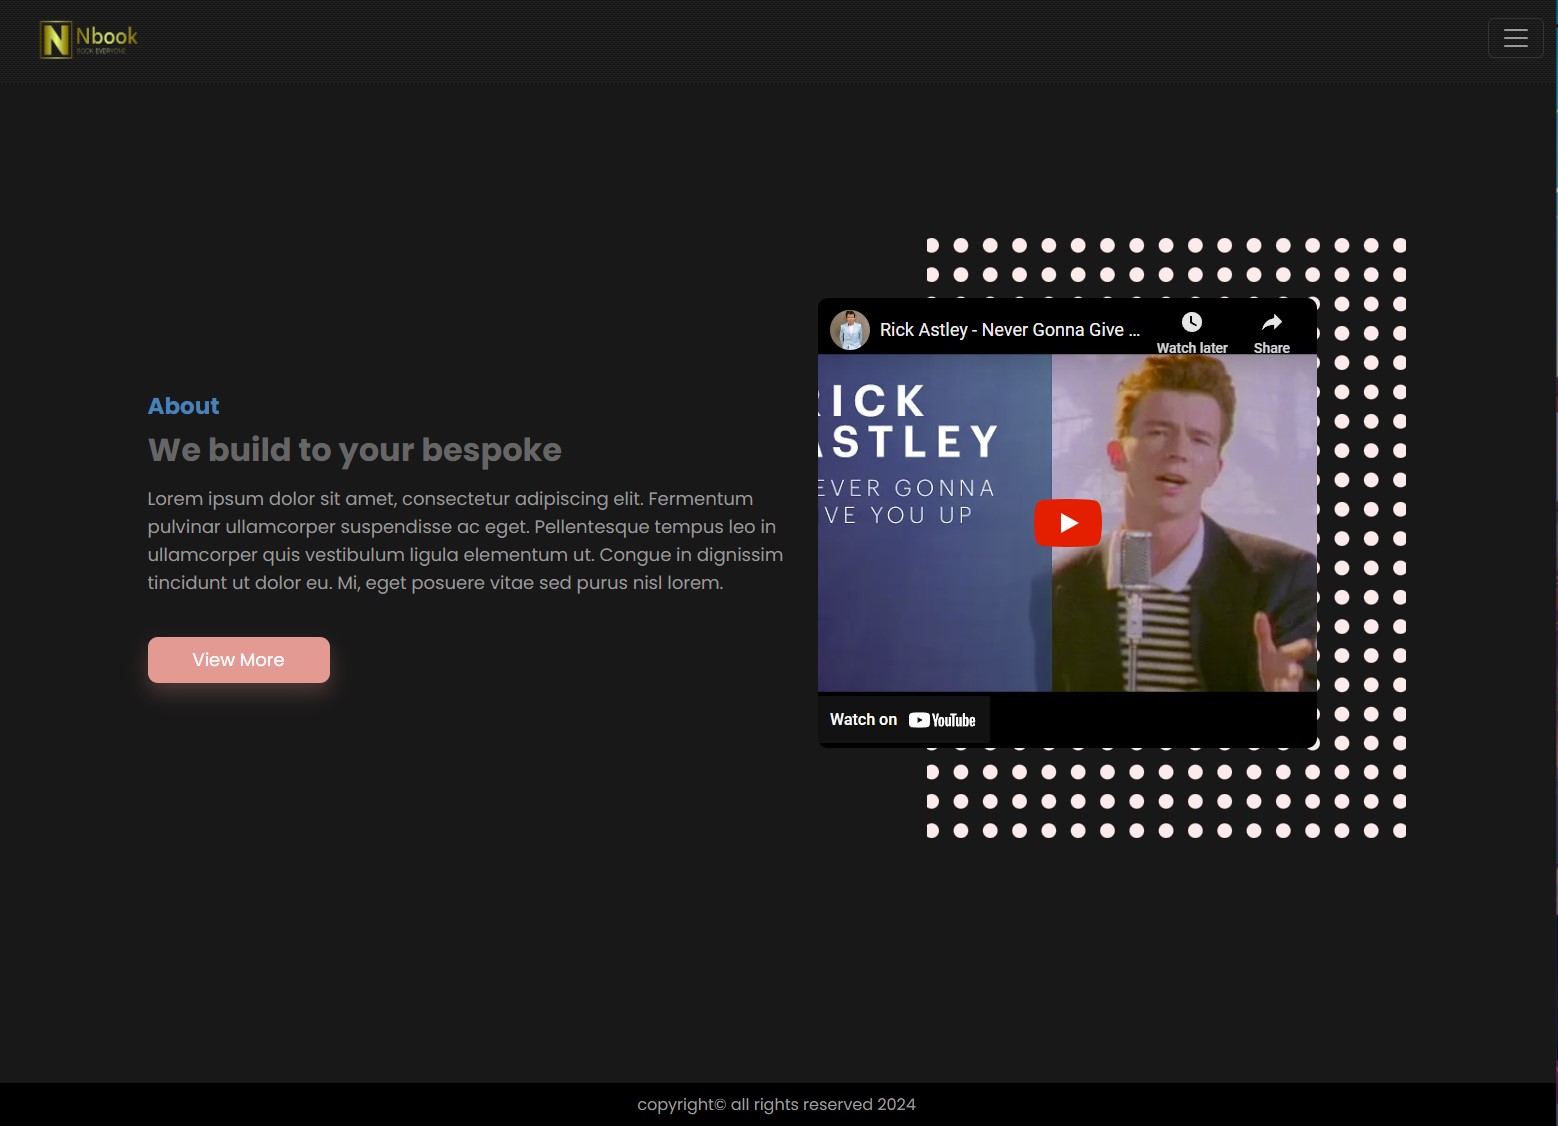 N Nbook
BOOK EVERYONE
About
We build to your bespoke
Lorem ipsum dolor sit amet, consectetur adipiscing elit. Fermentum
pulvinar ullamcorper suspendisse ac eget. Pellentesque tempus leo in
ullamcorper quis vestibulum ligula elementum ut. Congue in dignissim
tincidunt ut dolor eu. Mi, eget posuere vitae sed purus nisl lorem.
View More
Rick Astley - Never Gonna Give ...
Watch later
Share
RICK
ASTLEY
EVER GONNA
VE YOU UP
Watch on YouTube
copyright© all rights reserved 2024